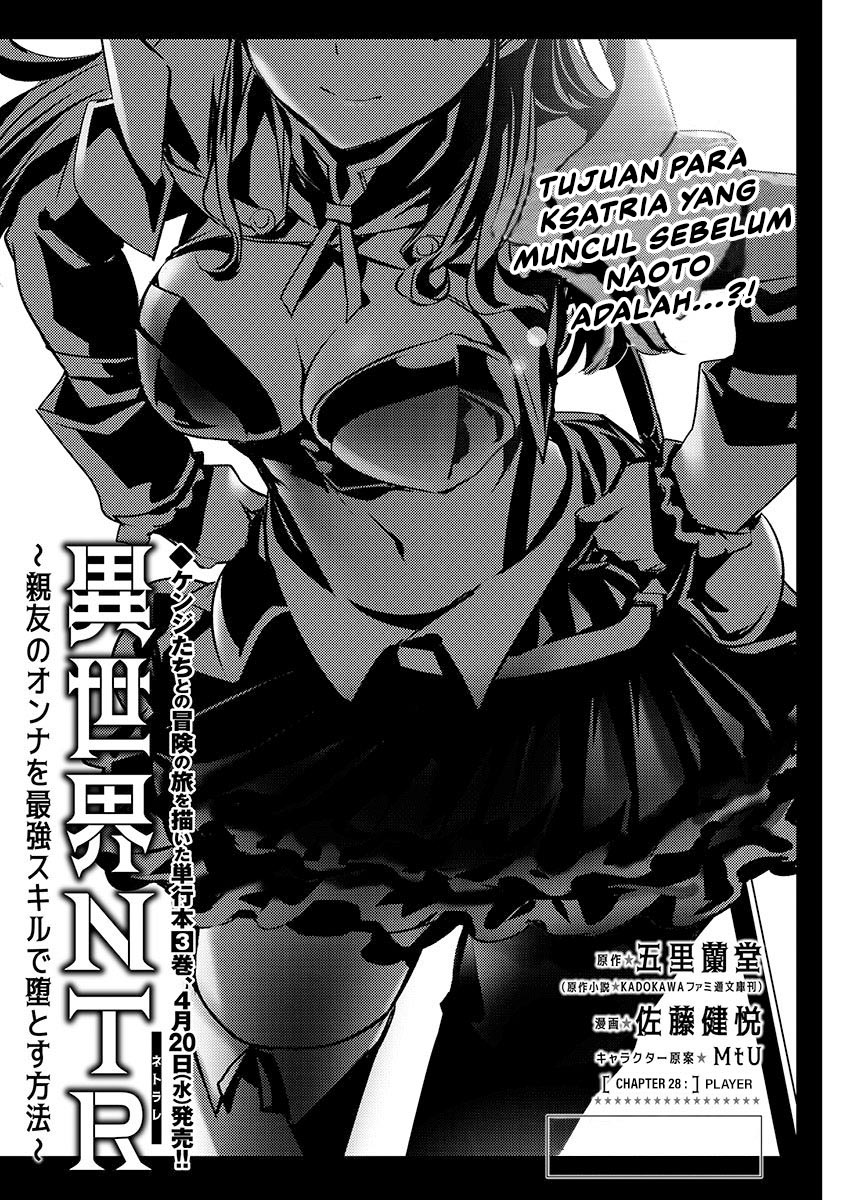 TUJUAN PARA
KSATRIA YANG
MUNCUL SEBELUM
NAOTO
ADALAH...?!
◆ケンジたちとの冒険の旅を描いた単行本3巻、4月20日(水)発売!!
異世界NTR
ネトラレ
~親友のオンナを最強スキルで堕とす方法~
原作★五里蘭堂
(原作小説★KADOKAWAファミ通文庫刊)
漫画★佐藤健悦
キャラクター原案★MtU
[ CHAPTER 28 : ] PLAYER
★★★★★★★★★★★★★★★★★★